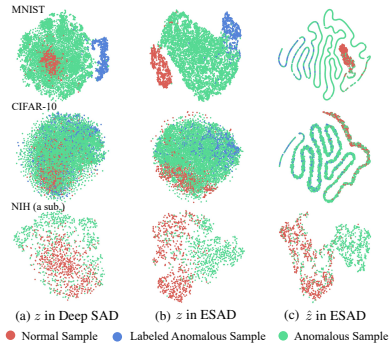 MNIST
CIFAR-10
NIH (a sub.)
(a) z in Deep SAD (b) z in ESAD (c) ẑ in ESAD
Normal Sample Labeled Anomalous Sample Anomalous Sample